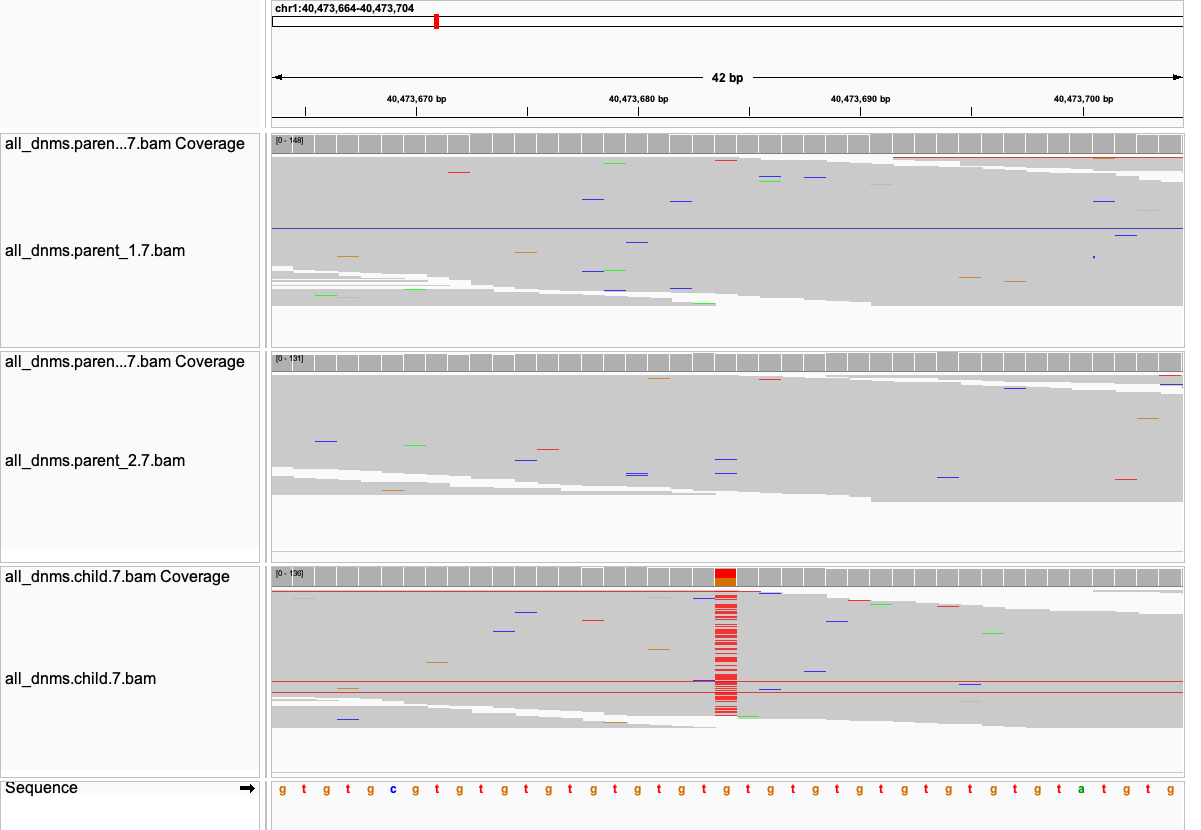 chr1:40,473,664-40,473,704
42 bp
40,473,670 bp 40,473,680 bp 40,473,690 bp 40,473,700 bp
all_dnms.paren...7.bam Coverage
[0 - 148]
all_dnms.parent_1.7.bam
all_dnms.paren...7.bam Coverage
[0 - 131]
all_dnms.parent_2.7.bam
all_dnms.child.7.bam Coverage
[0 - 136]
all_dnms.child.7.bam
Sequence
g t g t g c g t g t g t g t g t g t g t g t g t g t g t g t g t g t g t a t g t g